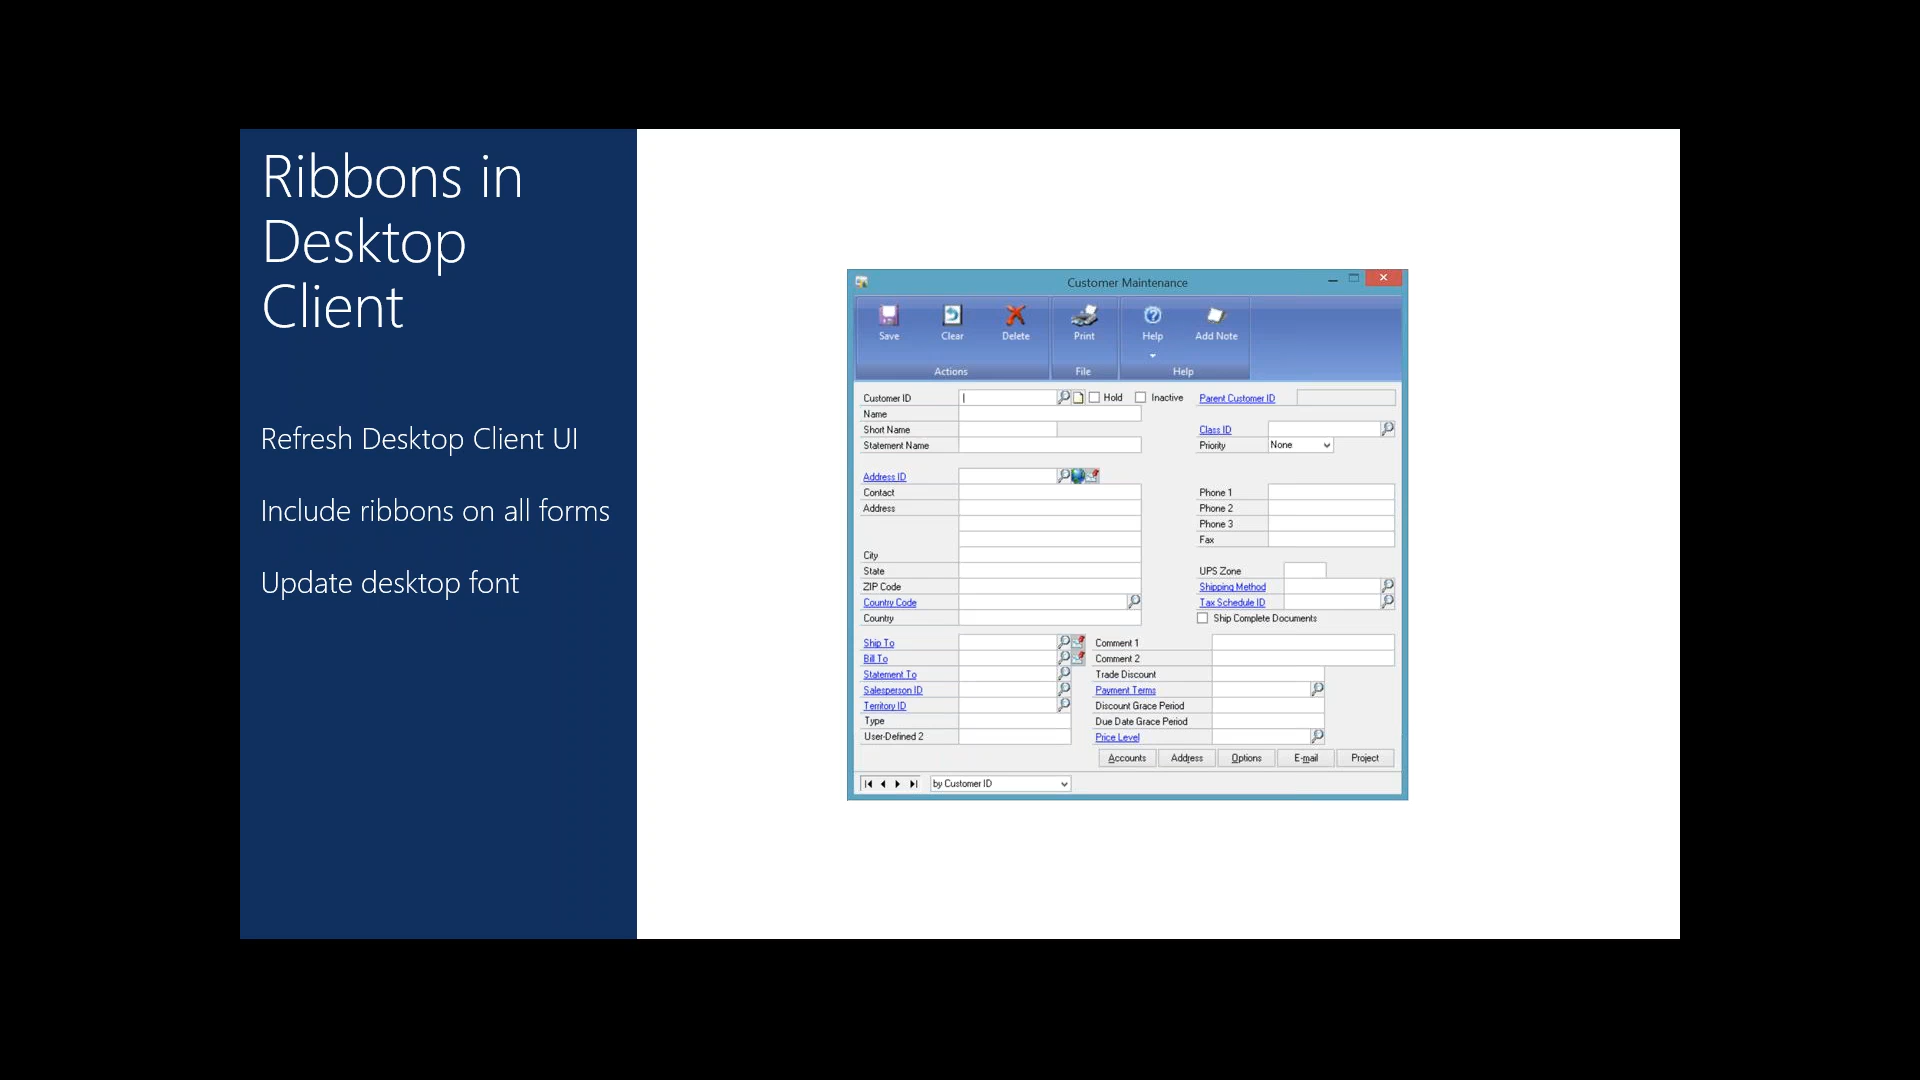 Ribbons in
Desktop
Client
Refresh Desktop Client UI
Include ribbons on all forms
Update desktop font
Customer Maintenance
Save Clear Delete Print Help Add Note
Actions File Help
Customer ID Hold Inactive Parent Customer ID
Name
Short Name Class ID
Statement Name Priority None
Address ID
Contact Phone 1
Address Phone 2
Phone 3
Fax
City
State UPS Zone
ZIP Code Shipping Method
Country Code Tax Schedule ID
Country Ship Complete Documents
Ship To Comment 1
Bill To Comment 2
Statement To Trade Discount
Salesperson ID Payment Terms
Territory ID Discount Grace Period
Type Due Date Grace Period
User-Defined 2 Price Level
Accounts Address Options E-mail Project
by Customer ID